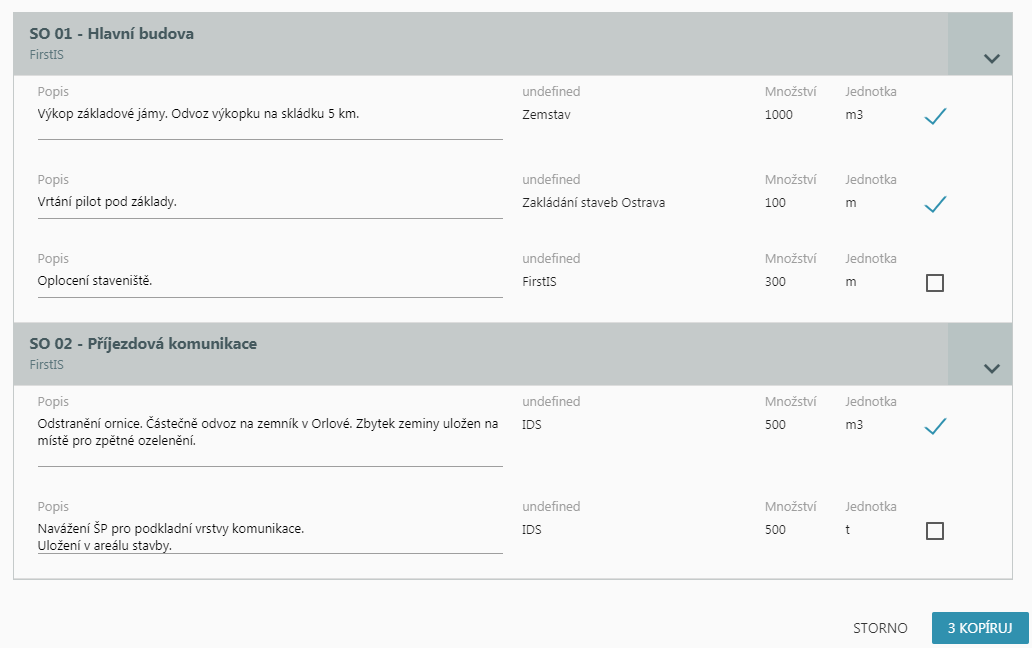 SO 01 - Hlavní budova
FirstIS
Popis undefined Množství Jednotka
Výkop základové jámy. Odvoz výkopku na skládku 5 km. Zemstav 1000 m3
Popis undefined Množství Jednotka
Vrtání pilot pod základy. Zakládání staveb Ostrava 100 m
Popis undefined Množství Jednotka
Oplocení staveniště. FirstIS 300 m
SO 02 - Příjezdová komunikace
FirstIS
Popis undefined Množství Jednotka
Odstranění ornice. Částečně odvoz na zemník v Orlové. Zbytek zeminy uložen na IDS 500 m3
místě pro zpětné ozelenění.
Popis undefined Množství Jednotka
Navážení ŠP pro podkladní vrstvy komunikace. IDS 500 t
Uložení v areálu stavby.
STORNO 3 KOPÍRUJ